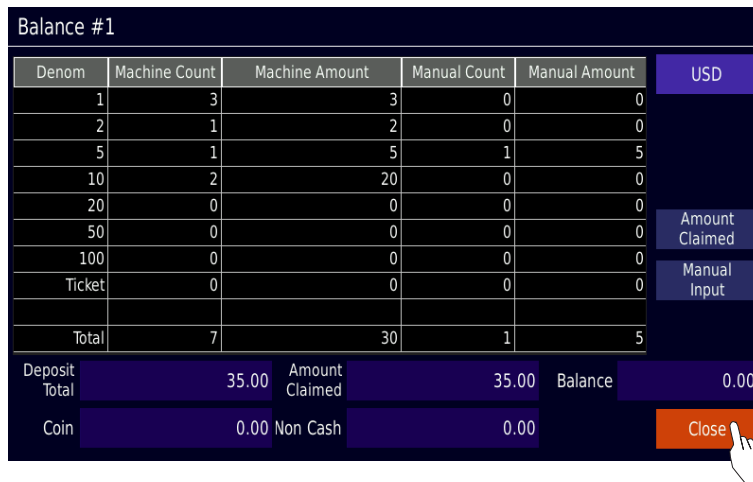 Balance #1
Denom Machine Count Machine Amount Manual Count Manual Amount USD
1 3 3 0 0
2 1 2 0 0
5 1 5 1 5
10 2 20 0 0
20 0 0 0 0
50 0 0 0 0
100 0 0 0 0
Ticket 0 0 0 0
Total 7 30 1 5
Amount
Claimed
Manual
Input
Deposit
Total
35.00
Amount
Claimed
35.00
Balance
0.00
Coin 0.00 Non Cash 0.00
Close